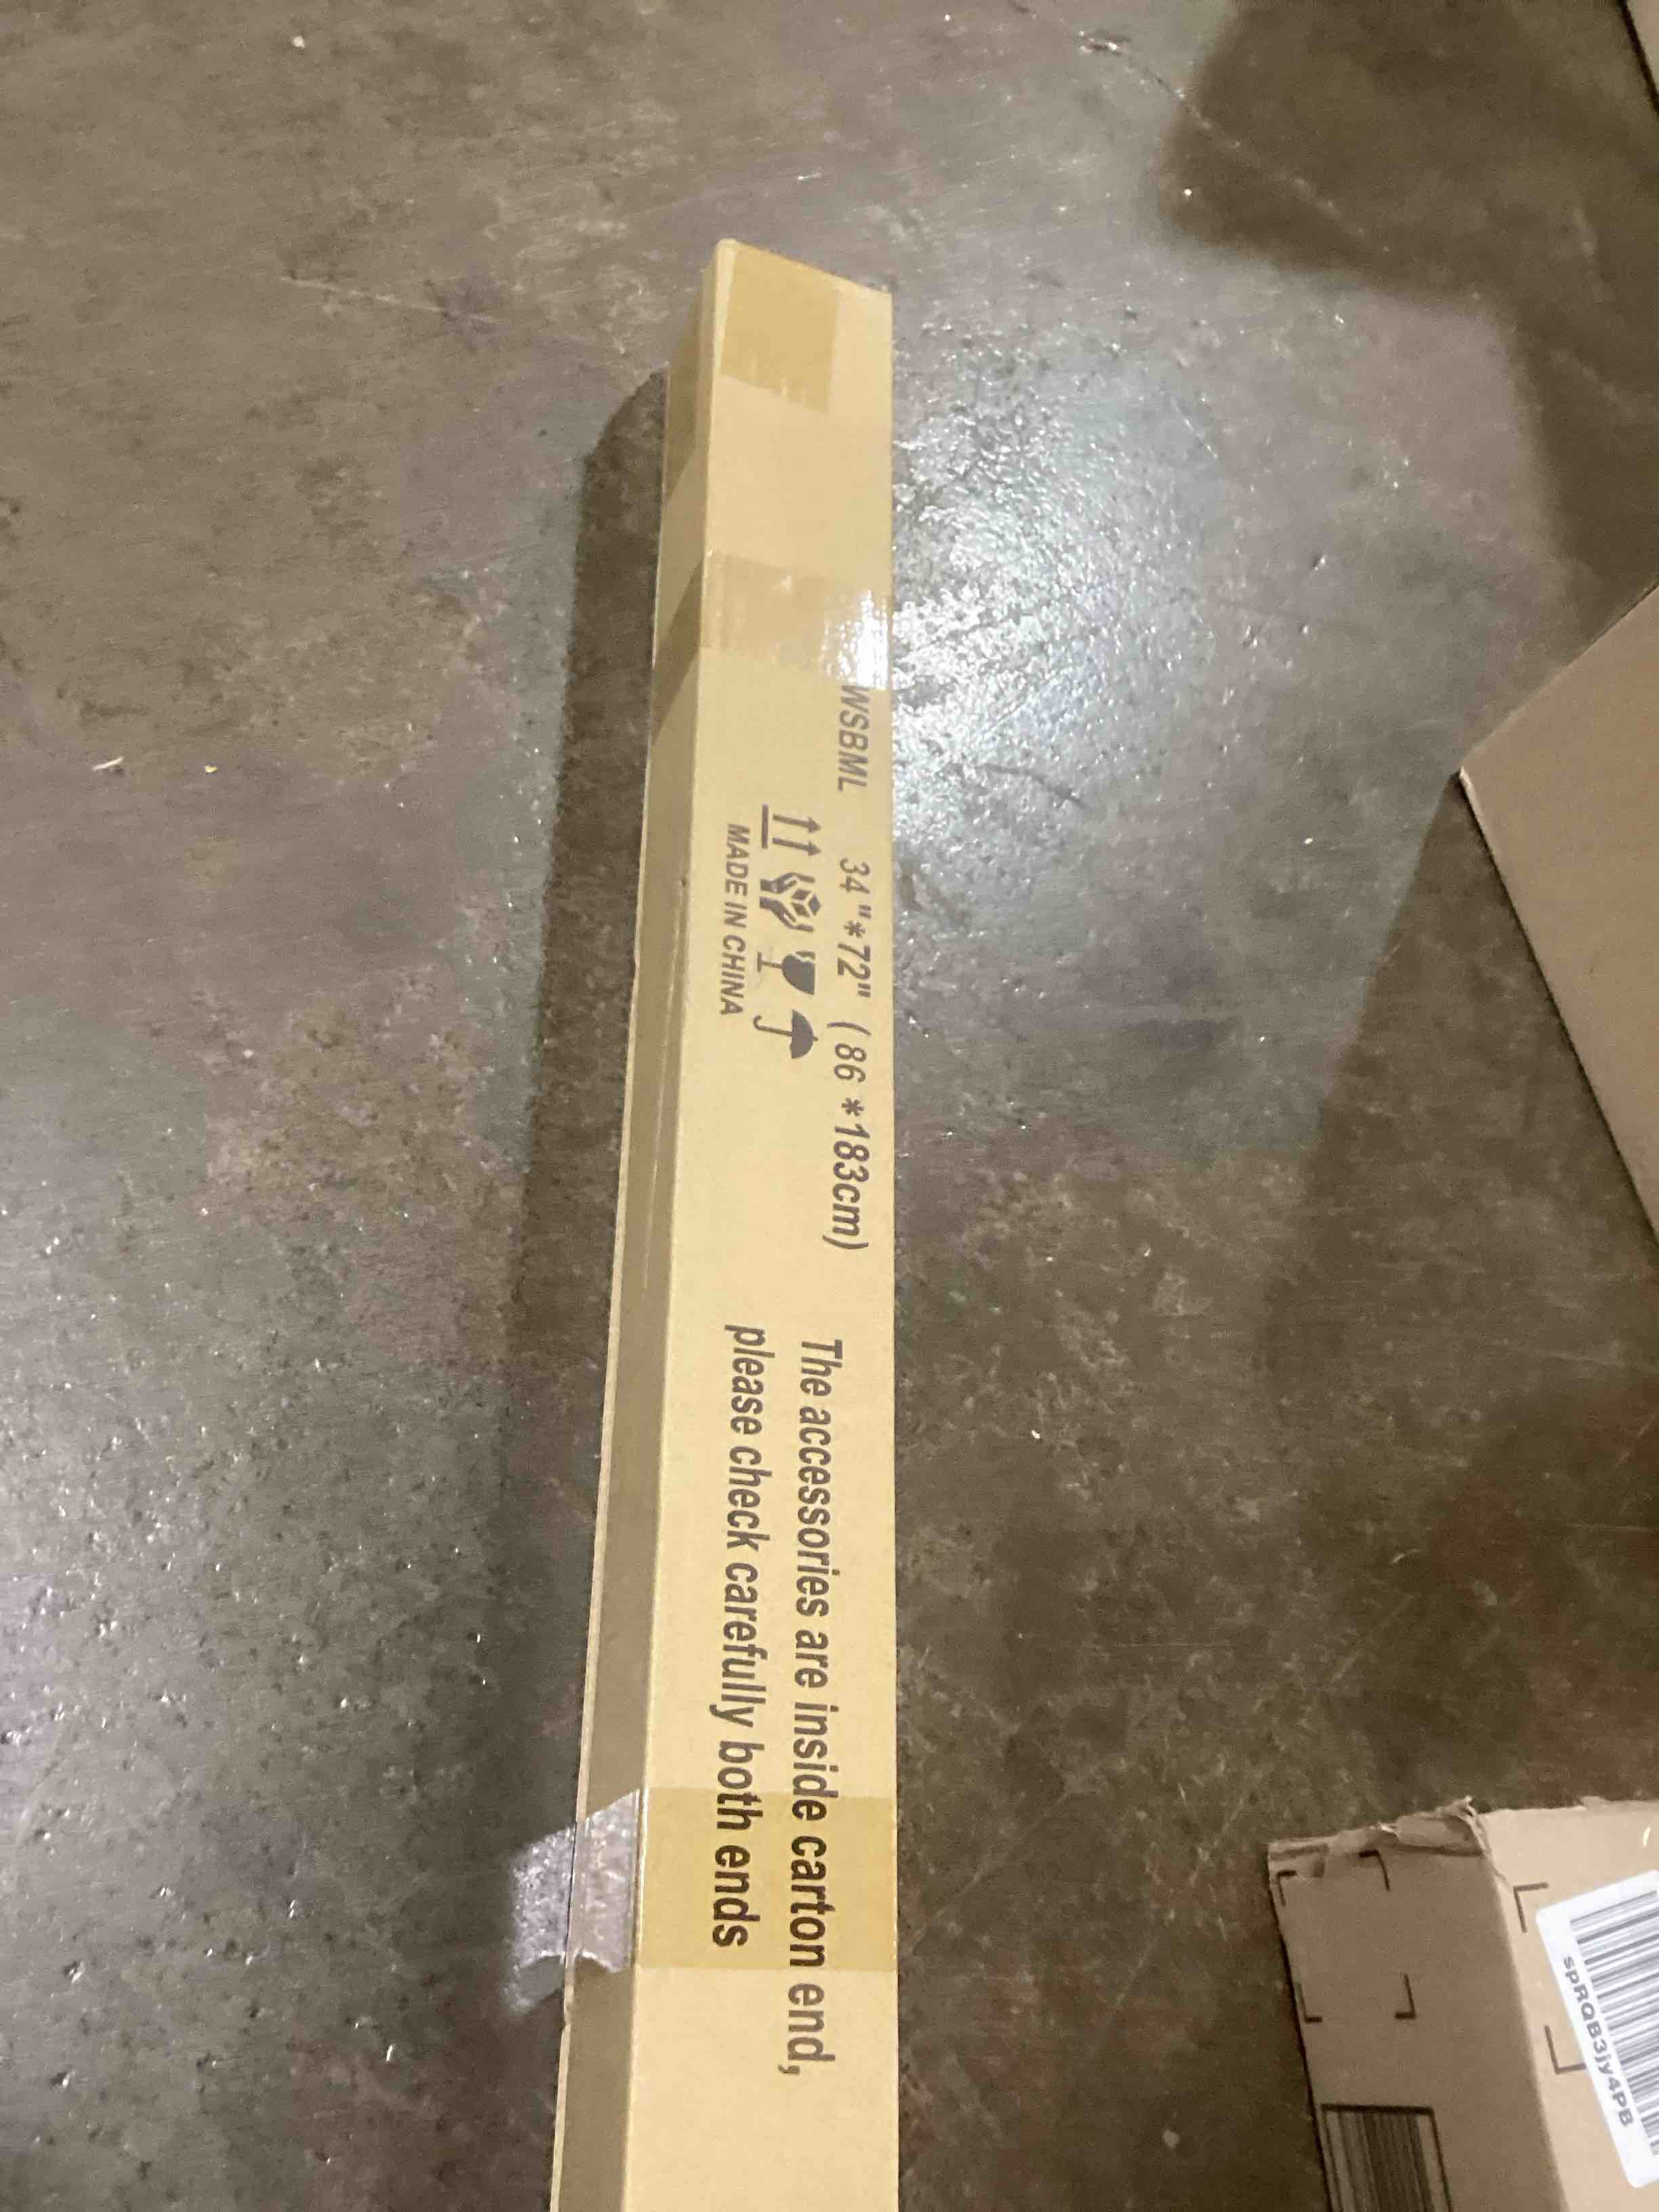 WSBML 34"*72" (86*183cm)
MADE IN CHINA
The accessories are inside carton end,
please check carefully both ends
spRQB3jy4PB